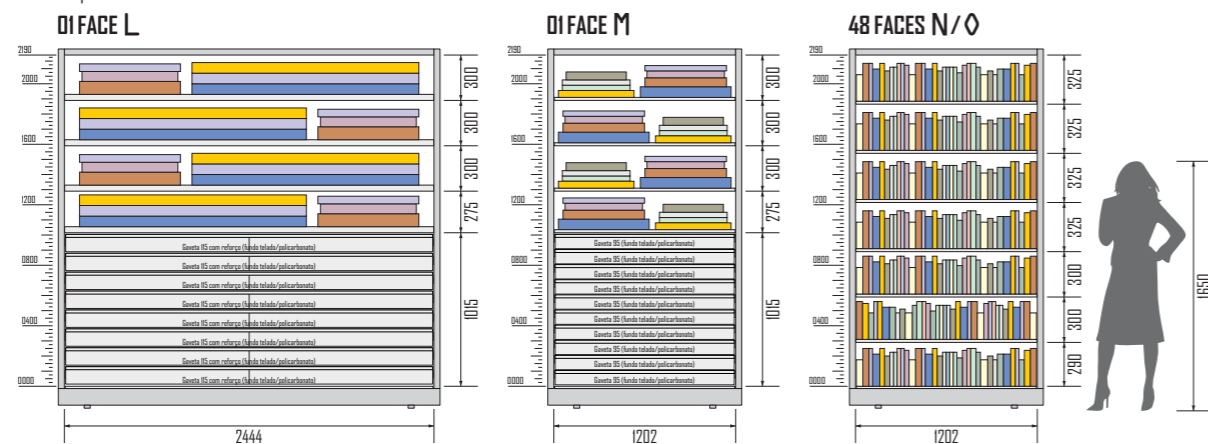 01 FACE L
2190
2000
1600
1200
0800
0400
0000
300
300
300
275
1015
Gaveta 115 com reforço (fundo telado/policarbonato)
Gaveta 115 com reforço (fundo telado/policarbonato)
Gaveta 115 com reforço (fundo telado/policarbonato)
Gaveta 115 com reforço (fundo telado/policarbonato)
Gaveta 115 com reforço (fundo telado/policarbonato)
Gaveta 115 com reforço (fundo telado/policarbonato)
Gaveta 115 com reforço (fundo telado/policarbonato)
Gaveta 115 com reforço (fundo telado/policarbonato)
2444
01 FACE M
2190
2000
1600
1200
0800
0400
0000
300
300
300
275
1015
Gaveta 95 (fundo telado/policarbonato)
Gaveta 95 (fundo telado/policarbonato)
Gaveta 95 (fundo telado/policarbonato)
Gaveta 95 (fundo telado/policarbonato)
Gaveta 95 (fundo telado/policarbonato)
Gaveta 95 (fundo telado/policarbonato)
Gaveta 95 (fundo telado/policarbonato)
Gaveta 95 (fundo telado/policarbonato)
Gaveta 95 (fundo telado/policarbonato)
Gaveta 95 (fundo telado/policarbonato)
1202
48 FACES N/O
2190
2000
1600
1200
0800
0400
0000
325
325
325
325
300
300
290
1202
1650